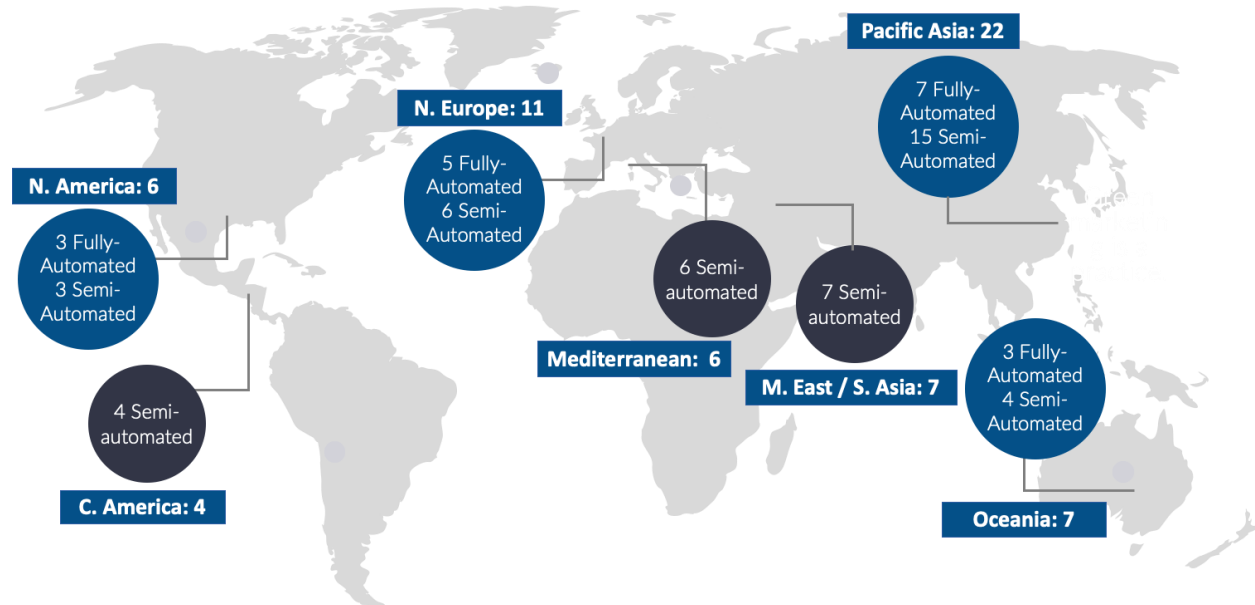 Pacific Asia: 22
7 Fully-
Automated
15 Semi-
Automated
N. Europe: 11
5 Fully-
Automated
6 Semi-
Automated
N. America: 6
3 Fully-
Automated
3 Semi-
Automated
6 Semi-
automated
Mediterranean:  6
7 Semi-
automated
M. East / S. Asia: 7
4 Semi-
automated
C. America: 4
3 Fully-
Automated
4 Semi-
Automated
Oceania: 7